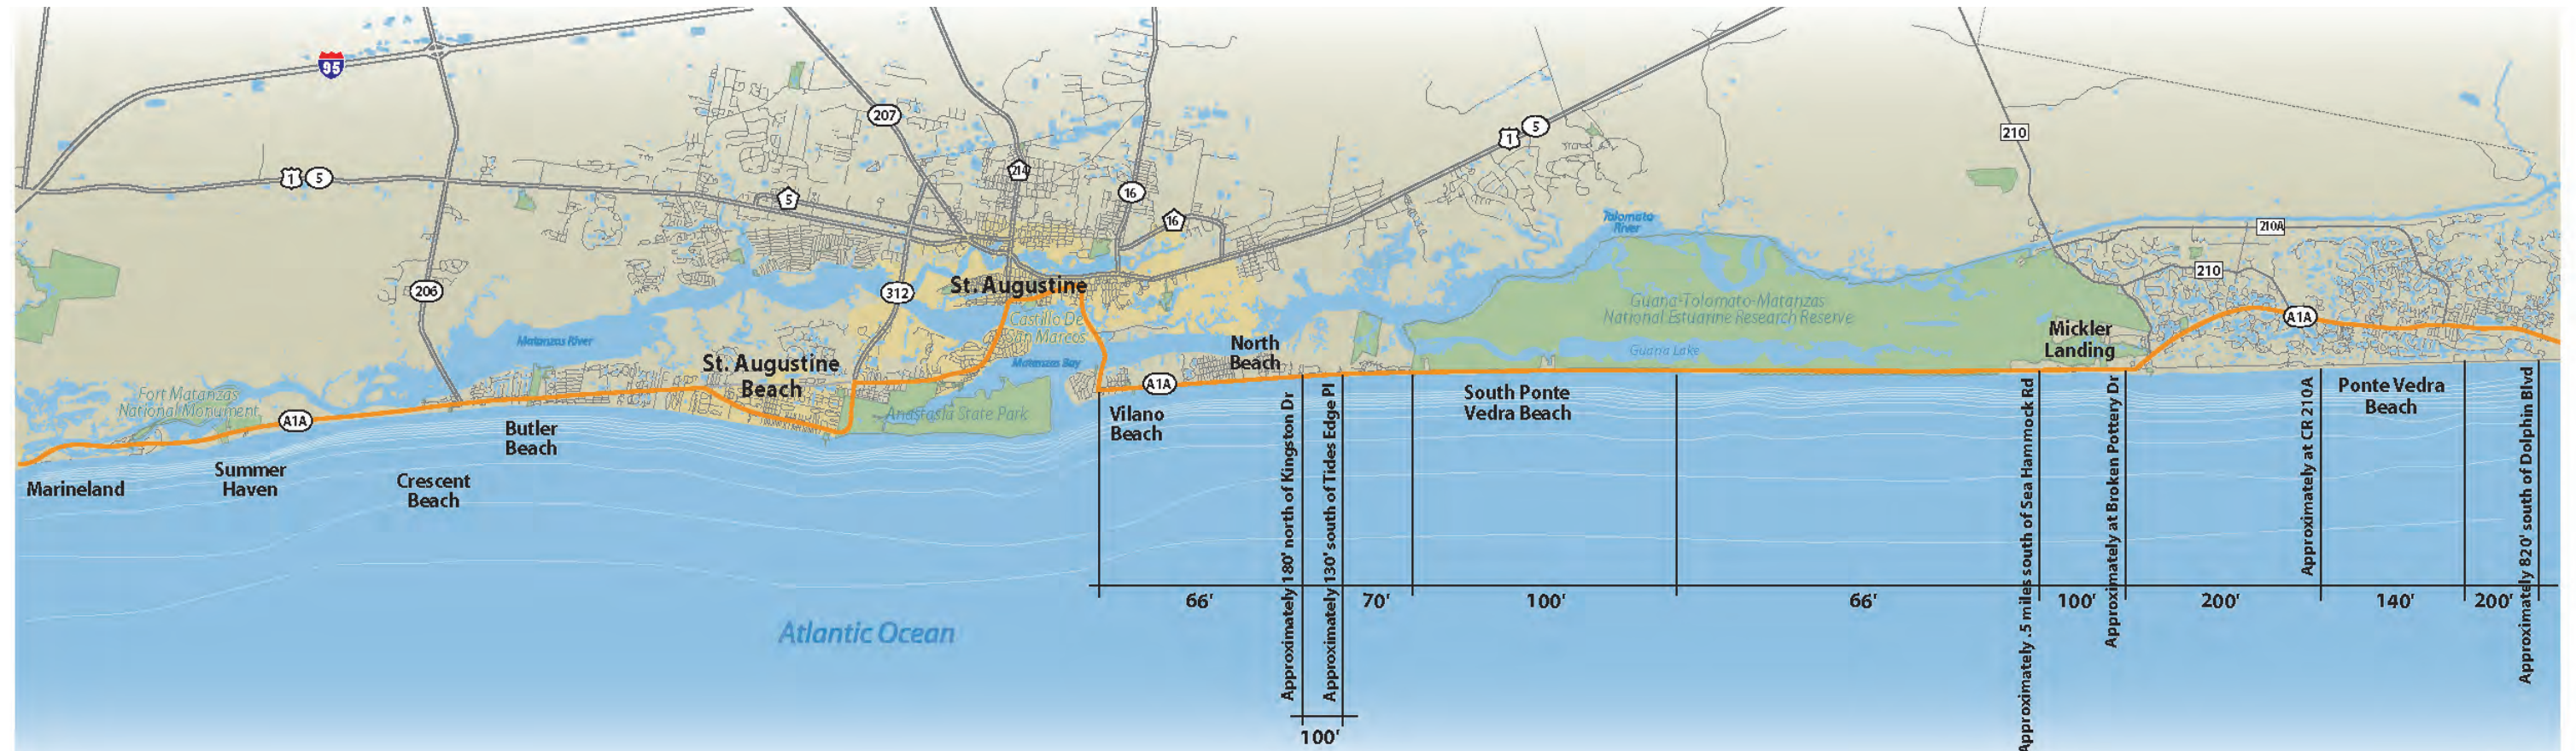 95
207
1
5
210
1
5
5
214
16
16
Tolomato
River
210A
206
312
St. Augustine
210
Castillo De
San Marcos
Guana-Tolomato-Matanzas
National Estuarine Research Reserve
A1A
Matanzas River
North
Beach
Mickler
Landing
Guana Lake
St. Augustine
Beach
Matanzas Bay
A1A
Fort Matanzas
National Monument
A1A
Anastasia State Park
Vilano
Beach
South Ponte
Vedra Beach
Ponte Vedra
Beach
Butler
Beach
Marineland
Summer
Haven
Crescent
Beach
Atlantic Ocean
Approximately 180' north of Kingston Dr
Approximately 130' south of Tides Edge Pl
Approximately .5 miles south of Sea Hammock Rd
Approximately at Broken Pottery Dr
Approximately at CR 210A
Approximately 820' south of Dolphin Blvd
66'
70'
100'
66'
100'
200'
140'
200'
100'